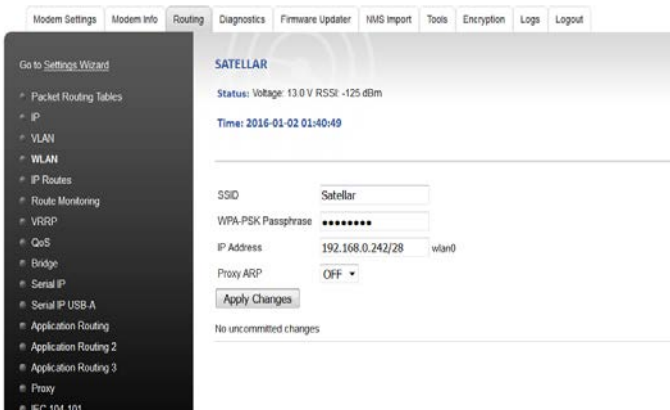 Modem Settings Modem Info Routing Diagnostics Firmware Updater NMS Import Tools Encryption Logs Logout
Go to Settings Wizard
Packet Routing Tables
IP
VLAN
WLAN
IP Routes
Route Monitoring
VRRP
QoS
Bridge
Serial IP
Serial IP USB-A
Application Routing
Application Routing 2
Application Routing 3
Proxy
IEC 104-101
SATELLAR
Status: Voltage: 13.0 V RSSI: -125 dBm
Time: 2016-01-02 01:40:49
SSID Satellar
WPA-PSK Passphrase ••••••••
IP Address 192.168.0.242/28 wlan0
Proxy ARP OFF
Apply Changes
No uncommitted changes